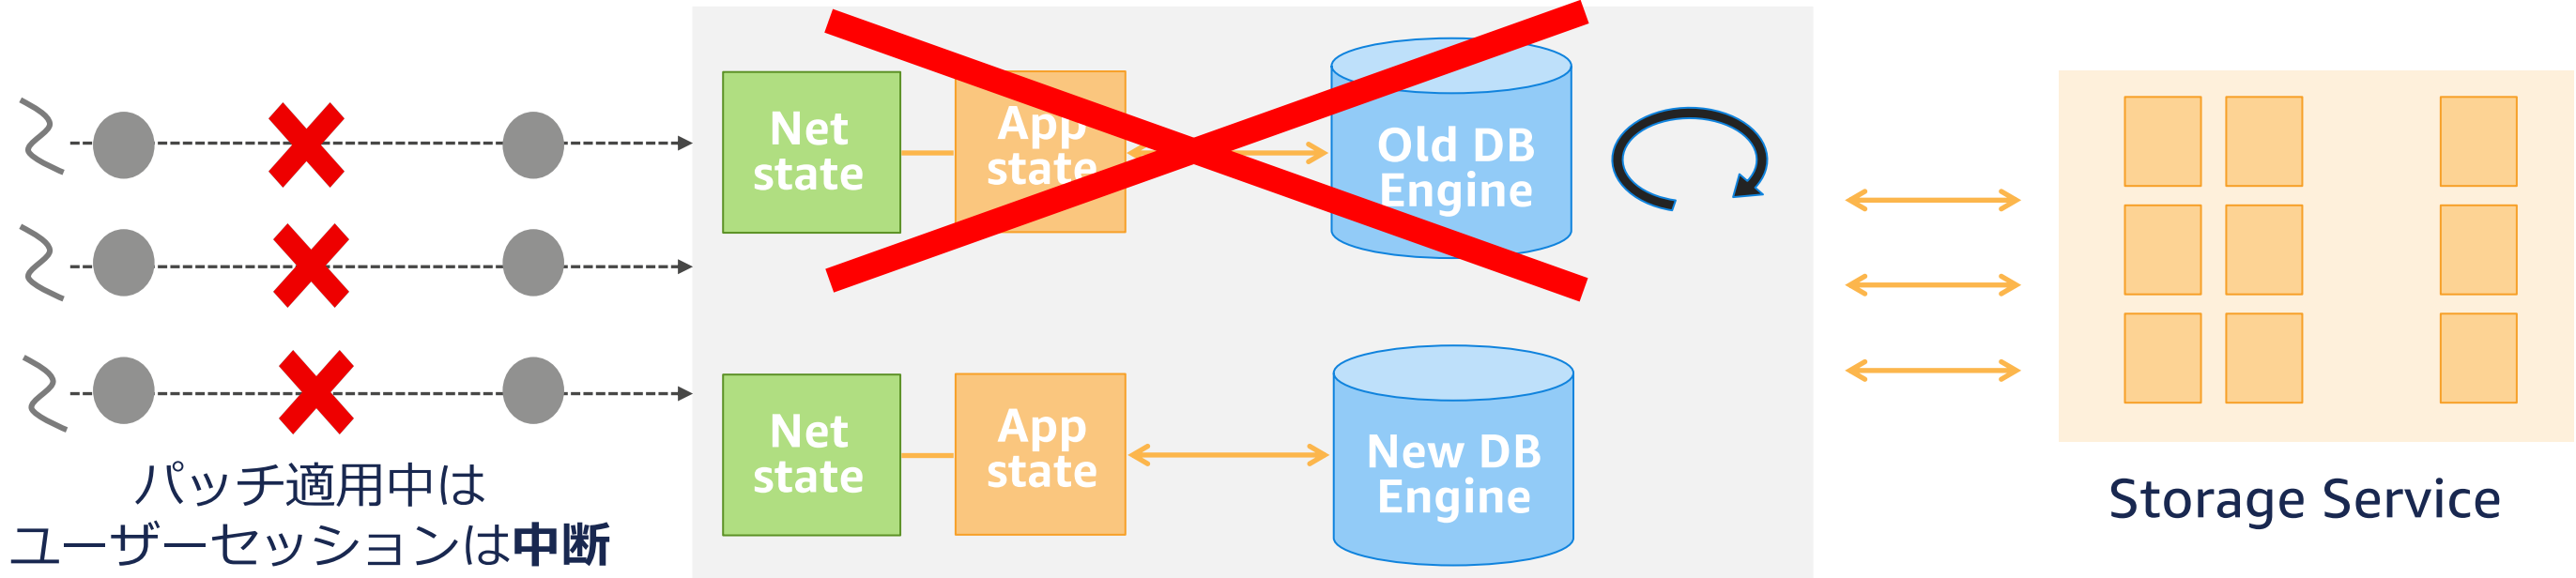 Net
state
App
state
Old DB
Engine
Net
state
App
state
New DB
Engine
パッチ適用中は
ユーザーセッションは中断
Storage Service